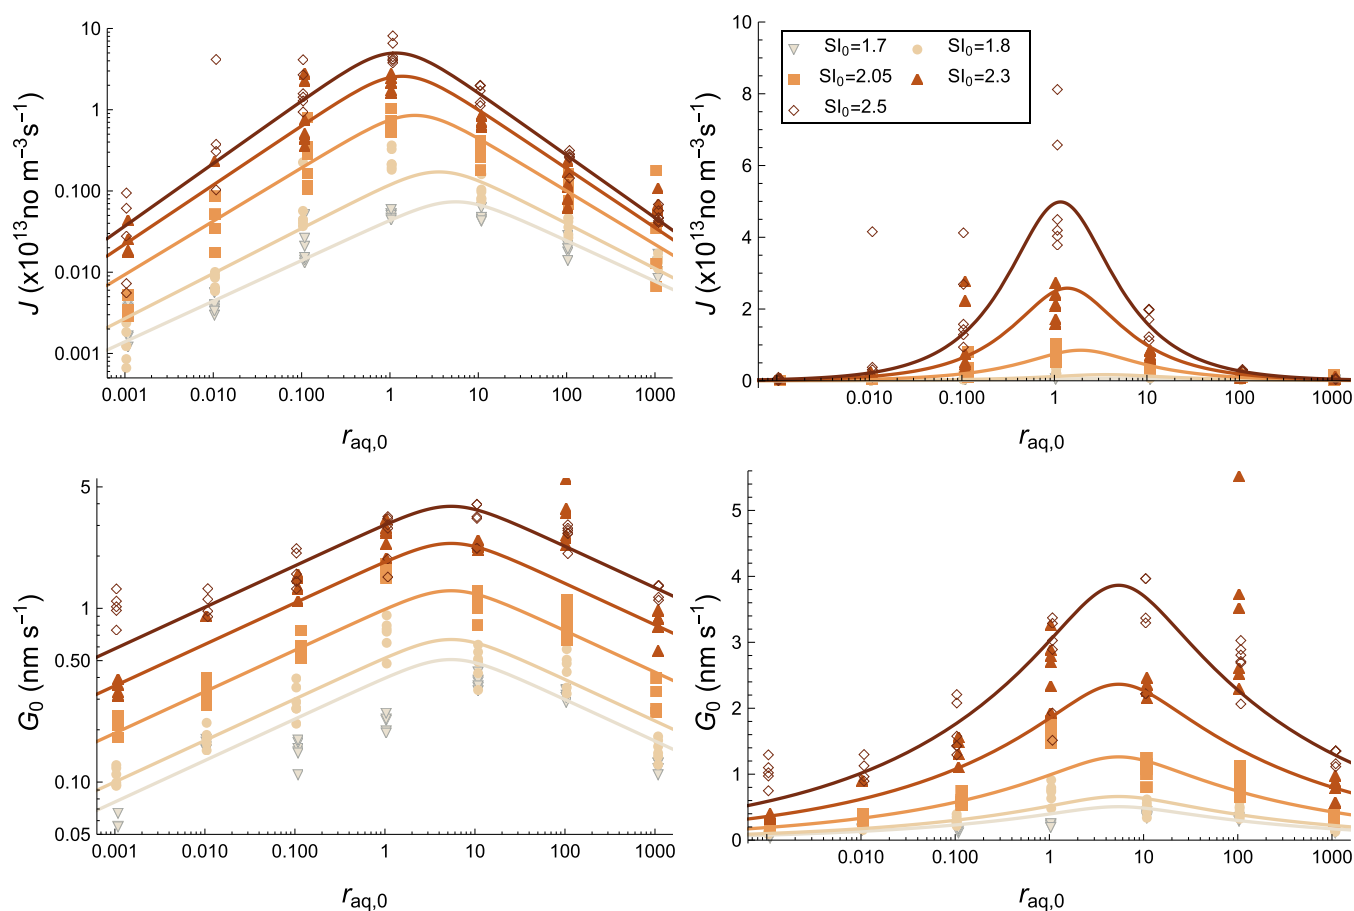 10
1
0.100
0.010
0.001
J (x10¹³no m⁻³s⁻¹)
0.001 0.010 0.100 1 10 100 1000
r_aq,0
10
8
6
4
2
0
J (x10¹³no m⁻³s⁻¹)
SI₀=1.7 SI₀=1.8
SI₀=2.05 SI₀=2.3
SI₀=2.5
0.010 0.100 1 10 100 1000
r_aq,0
5
1
0.50
0.10
0.05
G₀ (nm s⁻¹)
0.001 0.010 0.100 1 10 100 1000
r_aq,0
5
4
3
2
1
0
G₀ (nm s⁻¹)
0.010 0.100 1 10 100 1000
r_aq,0